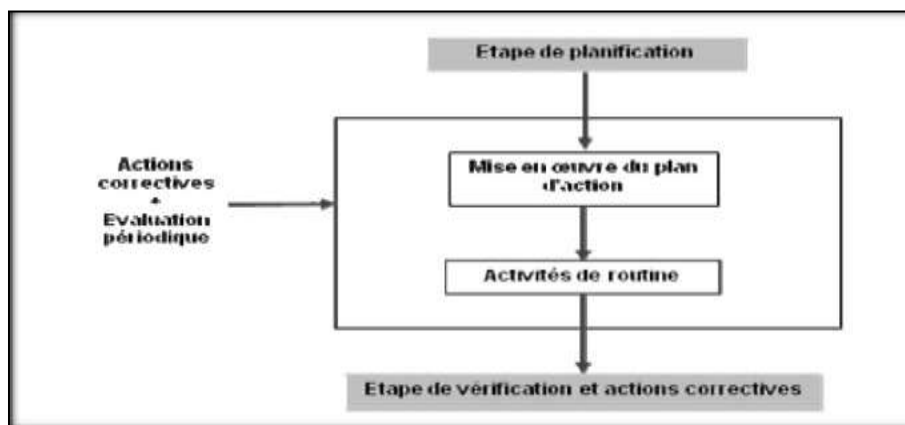 Etape de planification
Mise en œuvre du plan
d'action
Actions
correctives
+
Evaluation
périodique
Activités de routine
Etape de vérification et actions correctives